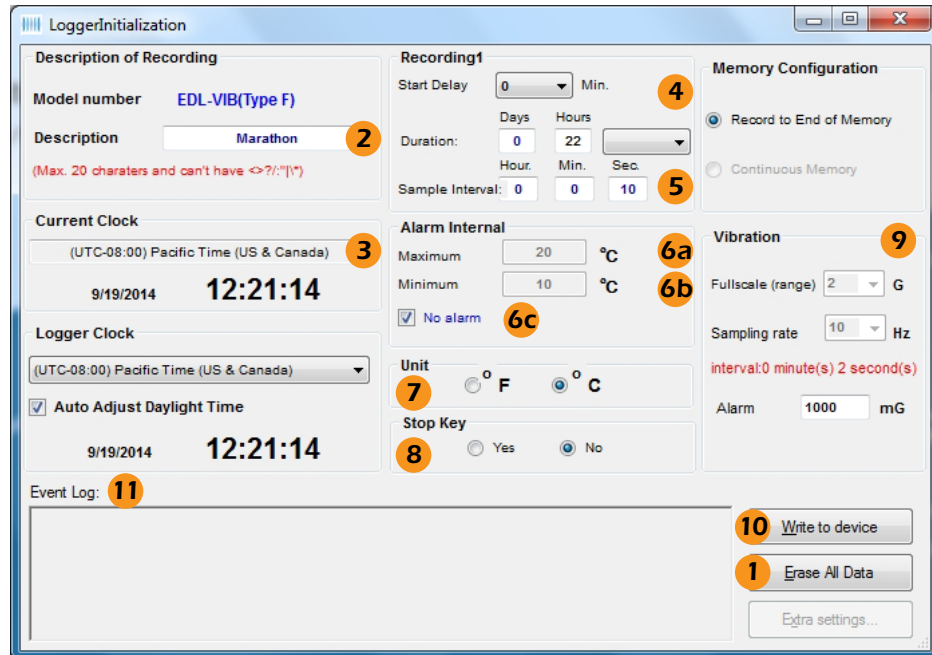 LoggerInitialization
Description of Recording
Model number EDL-VIB(Type F)
Description Marathon 2
(Max. 20 charaters and can't have <>?/:"|\*)
Current Clock
(UTC-08:00) Pacific Time (US & Canada) 3
9/19/2014 12:21:14
Logger Clock
(UTC-08:00) Pacific Time (US & Canada)
Auto Adjust Daylight Time
9/19/2014 12:21:14
Recording1
Start Delay 0 Min. 4
Days Hours
Duration: 0 22
Hour. Min. Sec.
Sample Interval: 0 0 10 5
Alarm Internal
Maximum 20 °C 6a
Minimum 10 °C 6b
No alarm 6c
Unit
7 ° F ° C
Stop Key
8 Yes No
Memory Configuration
Record to End of Memory
Continuous Memory
Vibration 9
Fullscale (range) 2 G
Sampling rate 10 Hz
interval:0 minute(s) 2 second(s)
Alarm 1000 mG
Event Log: 11
10 Write to device
1 Erase All Data
Extra settings...